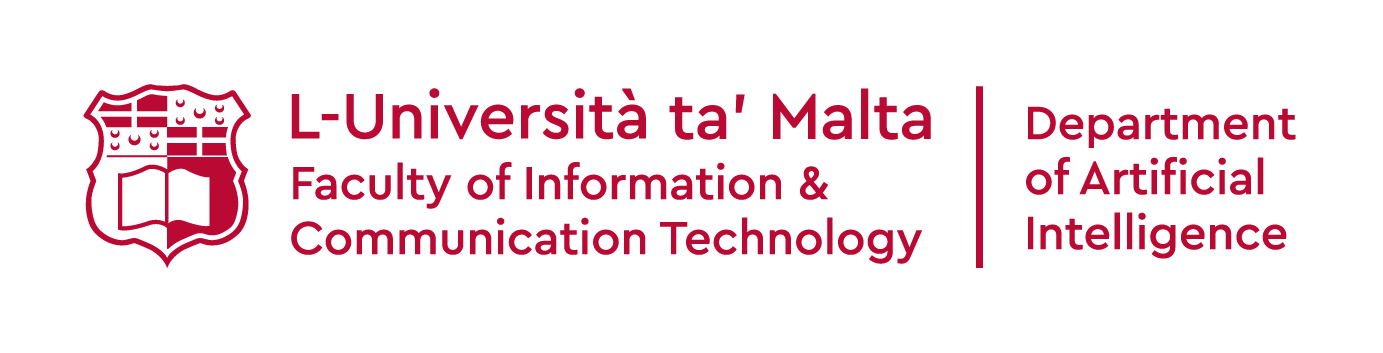 L-Università ta' Malta
Faculty of Information &
Communication Technology
Department
of Artificial
Intelligence